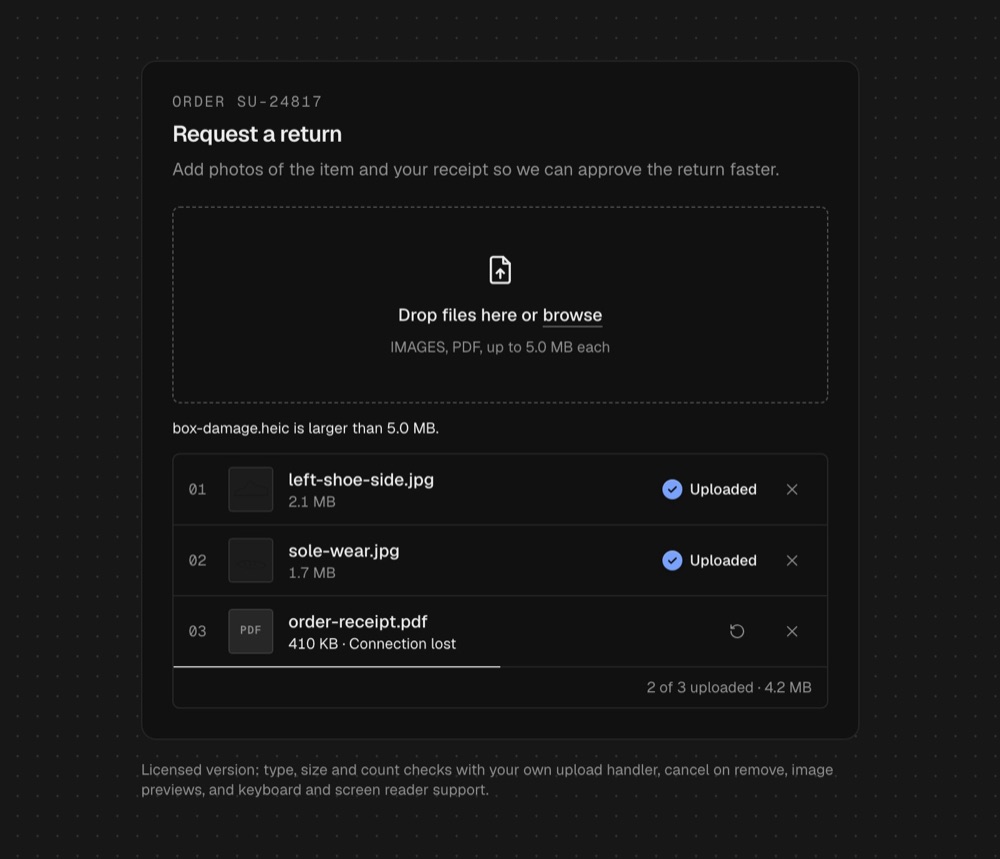 ORDER SU-24817
Request a return
Add photos of the item and your receipt so we can approve the return faster.
Drop files here or browse
IMAGES, PDF, up to 5.0 MB each
box-damage.heic is larger than 5.0 MB.
01 left-shoe-side.jpg Uploaded
2.1 MB
02 sole-wear.jpg Uploaded
1.7 MB
03 PDF order-receipt.pdf
410 KB · Connection lost
2 of 3 uploaded · 4.2 MB
Licensed version: type, size and count checks with your own upload handler, cancel on remove, image
previews, and keyboard and screen reader support.